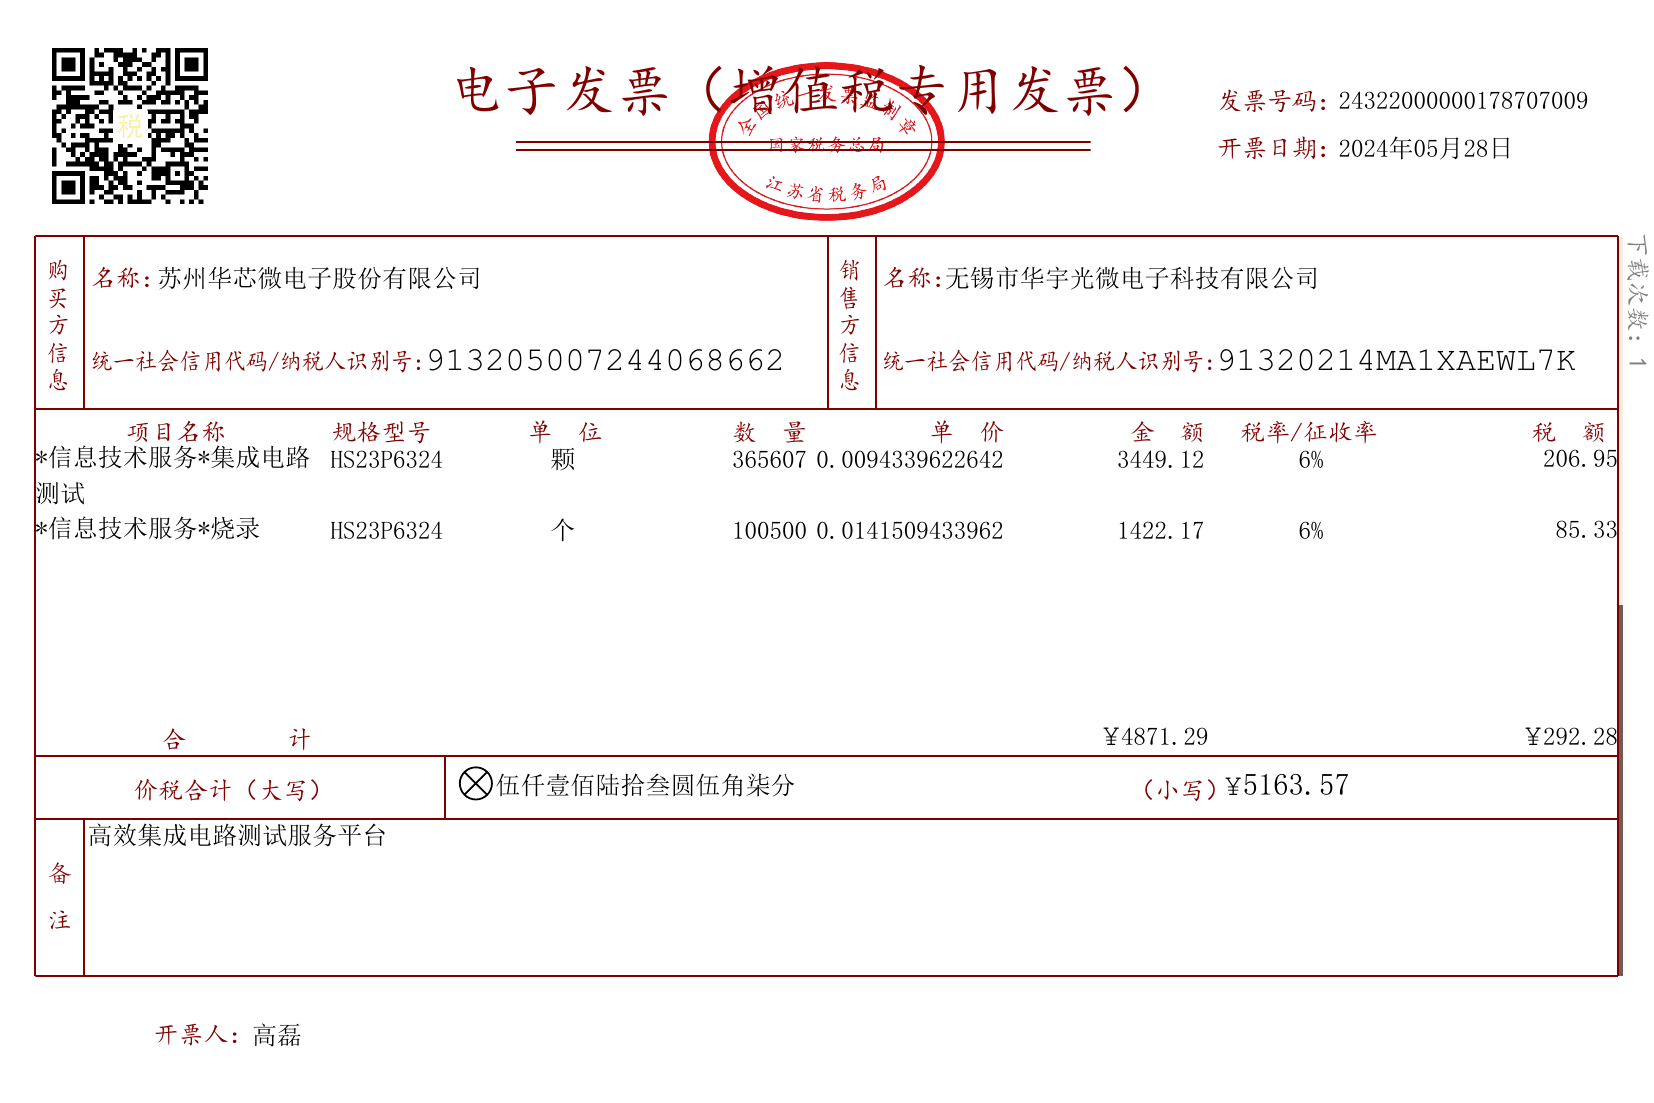 税
电子发票（增值税专用发票）
全国统一发票监制章
国家税务总局
江苏省税务局
发票号码：24322000000178707009
开票日期：2024年05月28日
下载次数：1
购买方信息
名称：苏州华芯微电子股份有限公司
统一社会信用代码/纳税人识别号：913205007244068662
销售方信息
名称：无锡市华宇光微电子科技有限公司
统一社会信用代码/纳税人识别号：91320214MA1XAEWL7K
项目名称 规格型号 单位 数量 单价 金额 税率/征收率 税额
*信息技术服务*集成电路 HS23P6324 颗 365607 0.0094339622642 3449.12 6% 206.95
测试
*信息技术服务*烧录 HS23P6324 个 100500 0.0141509433962 1422.17 6% 85.33
合计 ¥4871.29 ¥292.28
价税合计（大写） 伍仟壹佰陆拾叁圆伍角柒分 （小写）¥5163.57
备注
高效集成电路测试服务平台
开票人：高磊